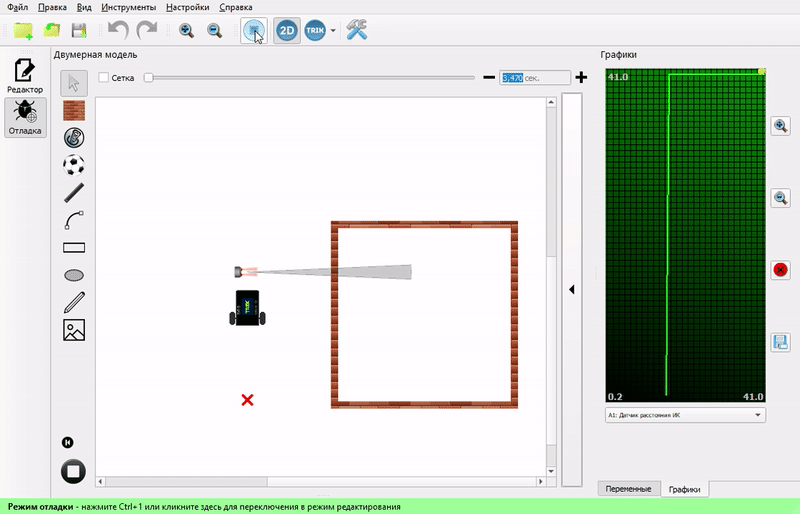 Файл Правка Вид Инструменты Настройки Справка
2D TRIK
Двумерная модель
Графики
Редактор
Отладка
Сетка
3,470 сек.
41.0
TRIK
0.2 41.0
A1: Датчик расстояния ИК
Переменные Графики
Режим отладки - нажмите Ctrl+1 или кликните здесь для переключения в режим редактирования